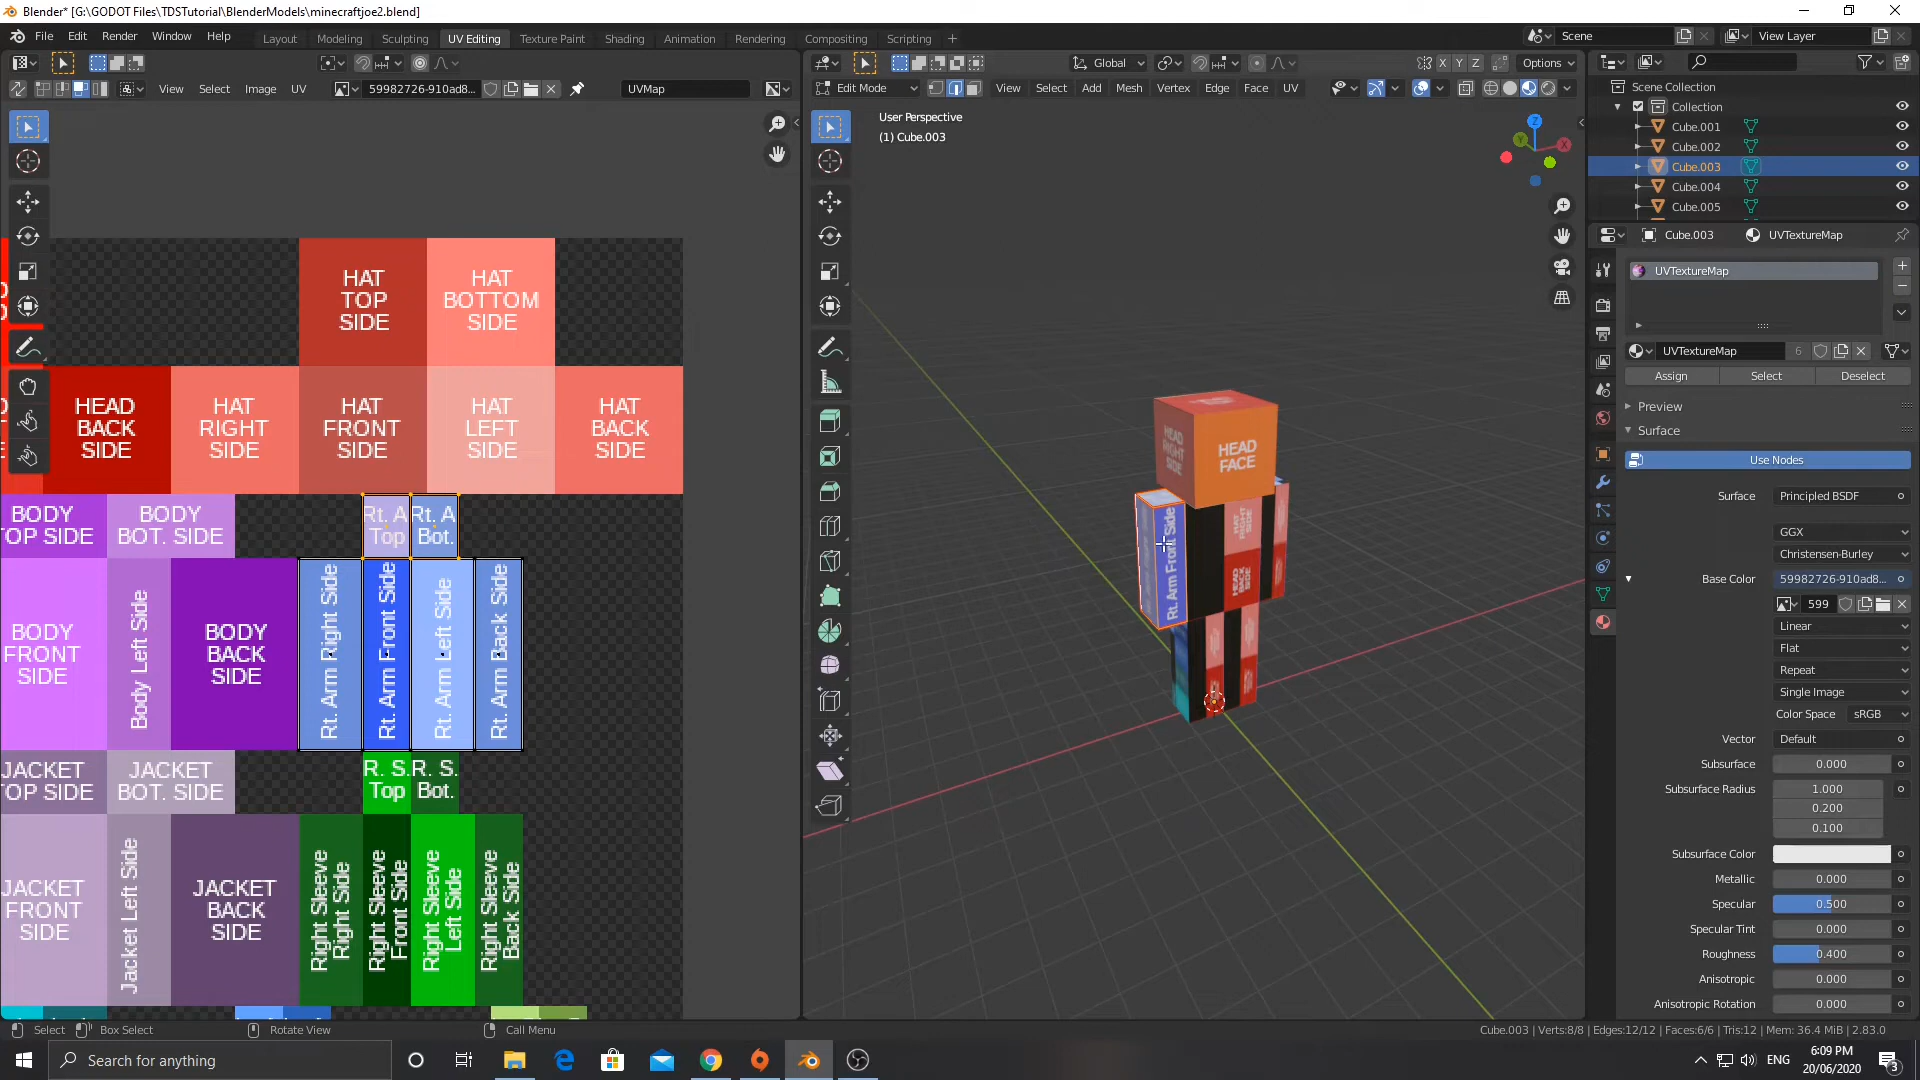 Blender* [G:\GODOT Files\TDSTutorial\BlenderModels\minecraftjoe2.blend]
File Edit Render Window Help Layout Modeling Sculpting UV Editing Texture Paint Shading Animation Rendering Compositing Scripting Scene View Layer
Global X Y Z Options
View Select Image UV 59982726-910ad8... UVMap
Edit Mode View Select Add Mesh Vertex Edge Face UV
User Perspective
(1) Cube.003
Z
Y
X
Scene Collection
Collection
Cube.001
Cube.002
Cube.003
Cube.004
Cube.005
Cube.003 UVTextureMap
UVTextureMap
UVTextureMap 6
Assign Select Deselect
Preview
Surface
Use Nodes
Surface Principled BSDF
GGX
Christensen-Burley
Base Color 59982726-910ad8...
599
Linear
Flat
Repeat
Single Image
Color Space sRGB
Vector Default
Subsurface 0.000
Subsurface Radius 1.000
0.200
0.100
Subsurface Color
Metallic 0.000
Specular 0.500
Specular Tint 0.000
Roughness 0.400
Anisotropic 0.000
Anisotropic Rotation 0.000
HAT
TOP
SIDE
HAT
BOTTOM
SIDE
HEAD
BACK
SIDE
HAT
RIGHT
SIDE
HAT
FRONT
SIDE
HAT
LEFT
SIDE
HAT
BACK
SIDE
BODY
TOP SIDE
BODY
BOT. SIDE
Rt. A
Top
Rt. A
Bot.
BODY
FRONT
SIDE
Body Left Side
BODY
BACK
SIDE
Rt. Arm Right Side
Rt. Arm Front Side
Rt. Arm Left Side
Rt. Arm Back Side
JACKET
TOP SIDE
JACKET
BOT. SIDE
R. S.
Top
R. S.
Bot.
JACKET
FRONT
SIDE
Jacket Left Side
JACKET
BACK
SIDE
Right Sleeve
Right Side
Right Sleeve
Front Side
Right Sleeve
Left Side
Right Sleeve
Back Side
HEAD
RIGHT
SIDE
HEAD
FACE
Rt. Arm Front Side
HAT
RIGHT
SIDE
HEAD
BACK
SIDE
Select Box Select Rotate View Call Menu
Cube.003 | Verts:8/8 | Edges:12/12 | Faces:6/6 | Tris:12 | Mem: 36.4 MiB | 2.83.0
Search for anything
ENG
6:09 PM
20/06/2020
3